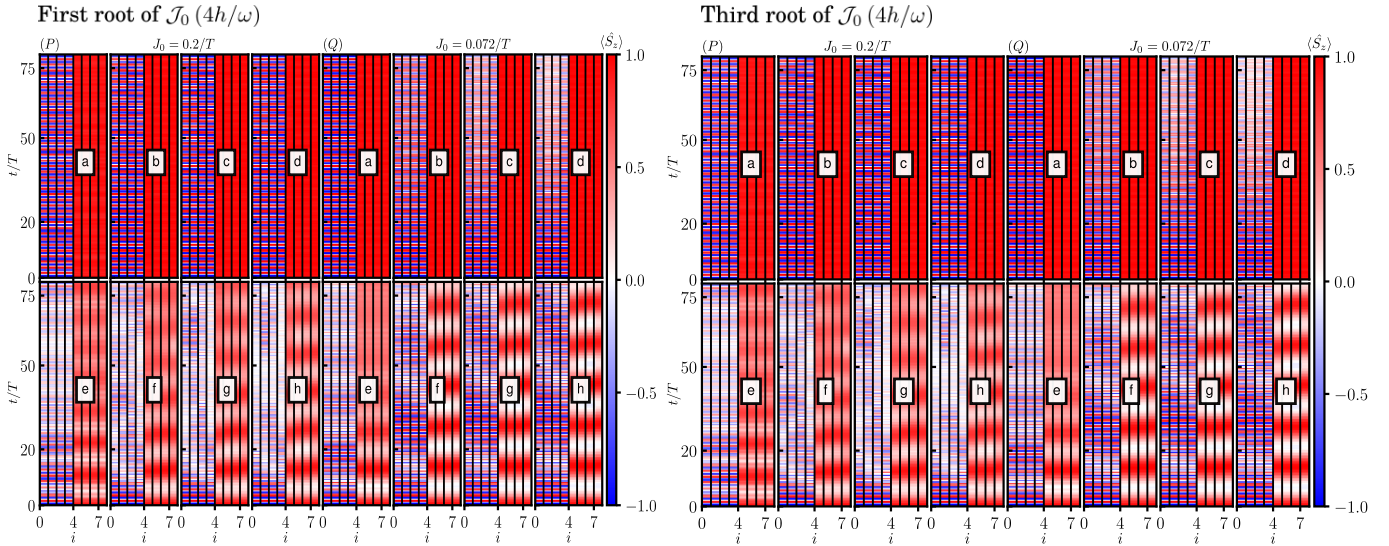 First root of 𝒥₀ (4h/ω)
(P) J₀ = 0.2/T (Q) J₀ = 0.072/T ⟨Ŝ_z⟩
75
50
20
0
t/T
a b c d a b c d
75
50
20
0
t/T
e f g h e f g h
0 4 7 0 4 7 0 4 7 0 4 7 0 4 7 0 4 7 0 4 7 0 4 7
i i i i i i i i
1.0
0.5
0.0
−0.5
−1.0
Third root of 𝒥₀ (4h/ω)
(P) J₀ = 0.2/T (Q) J₀ = 0.072/T ⟨Ŝ_z⟩
75
50
20
0
t/T
a b c d a b c d
75
50
20
0
t/T
e f g h e f g h
0 4 7 0 4 7 0 4 7 0 4 7 0 4 7 0 4 7 0 4 7 0 4 7
i i i i i i i i
1.0
0.5
0.0
−0.5
−1.0